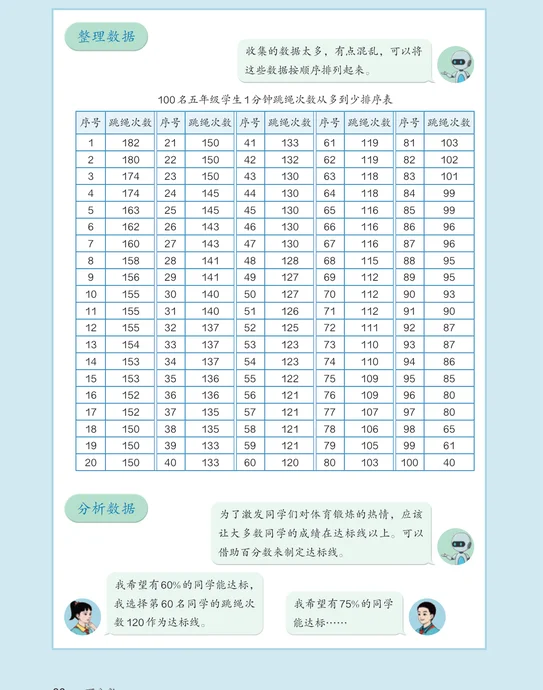 整理数据
收集的数据太多，有点混乱，可以将
这些数据按顺序排列起来。
100名五年级学生1分钟跳绳次数从多到少排序表
序号 跳绳次数 序号 跳绳次数 序号 跳绳次数 序号 跳绳次数 序号 跳绳次数
1 182 21 150 41 133 61 119 81 103
2 180 22 150 42 132 62 119 82 102
3 174 23 150 43 130 63 118 83 101
4 174 24 145 44 130 64 118 84 99
5 163 25 145 45 130 65 116 85 99
6 162 26 143 46 130 66 116 86 96
7 160 27 143 47 130 67 116 87 96
8 158 28 141 48 128 68 115 88 95
9 156 29 141 49 127 69 112 89 95
10 155 30 140 50 127 70 112 90 93
11 155 31 140 51 126 71 112 91 90
12 155 32 137 52 125 72 111 92 87
13 154 33 137 53 123 73 110 93 87
14 153 34 137 54 123 74 110 94 86
15 153 35 136 55 122 75 109 95 85
16 152 36 136 56 121 76 109 96 80
17 152 37 135 57 121 77 107 97 80
18 150 38 135 58 121 78 106 98 65
19 150 39 133 59 121 79 105 99 61
20 150 40 133 60 120 80 103 100 40
分析数据
为了激发同学们对体育锻炼的热情，应该
让大多数同学的成绩在达标线以上。可以
借助百分数来制定达标线。
我希望有60%的同学能达标，
我选择第60名同学的跳绳次
数120作为达标线。
我希望有75%的同学
能达标……